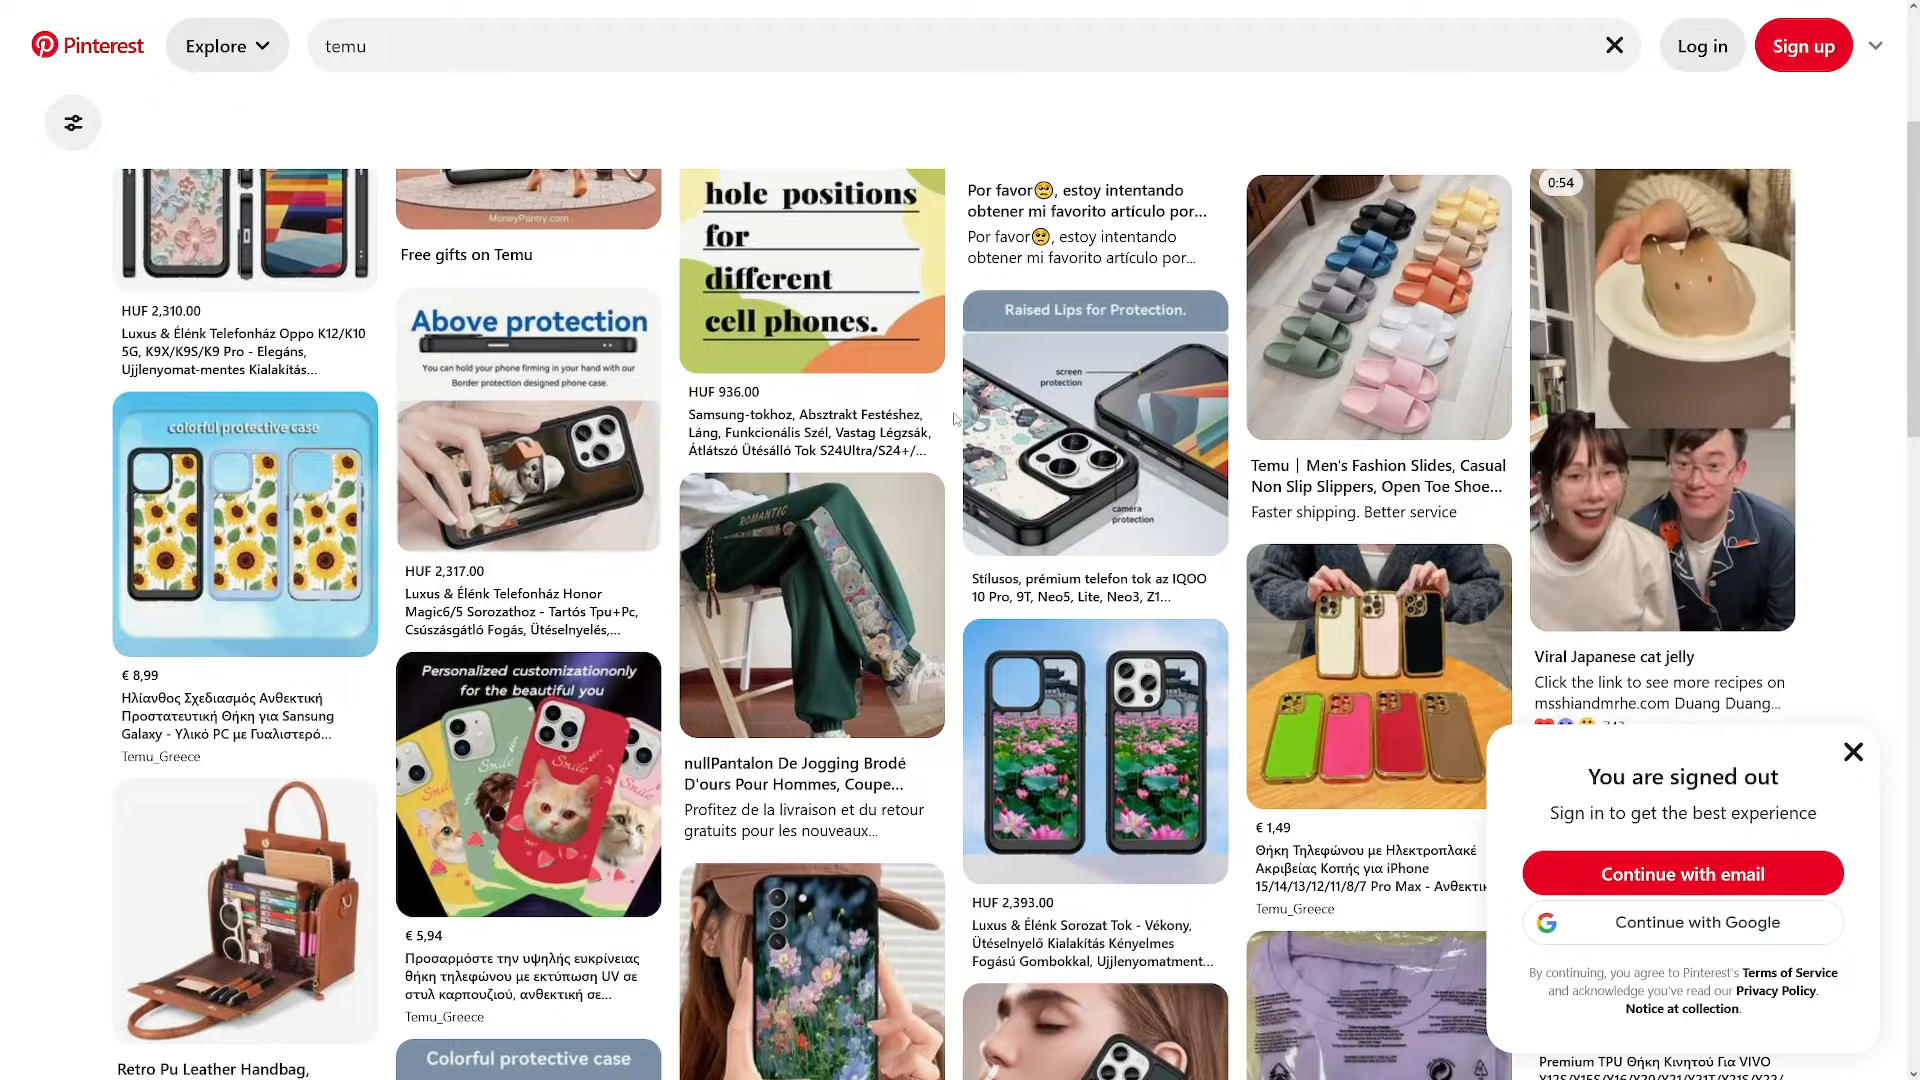 Pinterest
Explore
temu
Log in
Sign up
HUF 2,310.00
Luxus & Élénk Telefonház Oppo K12/K10
5G, K9X/K9S/K9 Pro - Elegáns,
Ujjlenyomat-mentes Kialakítás...
colorful protective case
€ 8,99
Ηλίανθος Σχεδιασμός Ανθεκτική
Προστατευτική Θήκη για Sansung
Galaxy - Υλικό PC με Γυαλιστερό...
Temu_Greece
Retro Pu Leather Handbag,
MoneyPantry.com
Free gifts on Temu
Above protection
You can hold your phone firming in your hand with our
Border protection designed phone case.
HUF 2,317.00
Luxus & Élénk Telefonház Honor
Magic6/5 Sorozathoz - Tartós Tpu+Pc,
Csúszásgátló Fogás, Ütéselnyelés,...
Personalized customizationonly
for the beautiful you
Smile
Smile
Smile
€ 5,94
Προσαρμόστε την υψηλής ευκρίνειας
θήκη τηλεφώνου με εκτύπωση UV σε
στυλ καρπουζιού, ανθεκτική σε...
Temu_Greece
Colorful protective case
hole positions
for
different
cell phones.
HUF 936.00
Samsung-tokhoz, Absztrakt Festéshez,
Láng, Funkcionális Szél, Vastag Légzsák,
Átlátszó Ütésálló Tok S24Ultra/S24+/...
ROMANTIC
nullPantalon De Jogging Brodé
D'ours Pour Hommes, Coupe...
Profitez de la livraison et du retour
gratuits pour les nouveaux...
Por favor🥺, estoy intentando
obtener mi favorito artículo por...
Por favor🥺, estoy intentando
obtener mi favorito artículo por...
Raised Lips for Protection.
screen
protection
camera
protection
Stílusos, prémium telefon tok az IQOO
10 Pro, 9T, Neo5, Lite, Neo3, Z1...
HUF 2,393.00
Luxus & Élénk Sorozat Tok - Vékony,
Ütéselnyelő Kialakítás Kényelmes
Fogású Gombokkal, Ujjlenyomatment...
Temu | Men's Fashion Slides, Casual
Non Slip Slippers, Open Toe Shoe...
Faster shipping. Better service
€ 1,49
Θήκη Τηλεφώνου με Ηλεκτροπλακέ
Ακριβείας Κοπής για iPhone
15/14/13/12/11/8/7 Pro Max - Ανθεκτικ
Temu_Greece
0:54
Viral Japanese cat jelly
Click the link to see more recipes on
msshiandmrhe.com Duang Duang...
You are signed out
Sign in to get the best experience
Continue with email
Continue with Google
By continuing, you agree to Pinterest's Terms of Service
and acknowledge you've read our Privacy Policy.
Notice at collection.
Premium TPU Θήκη Κινητού Για VIVO